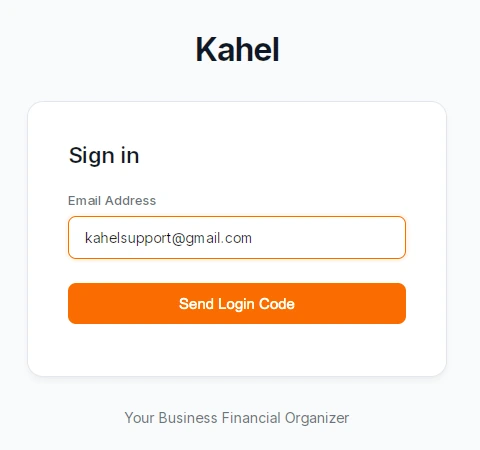 Kahel
Sign in
Email Address
kahelsupport@gmail.com
Send Login Code
Your Business Financial Organizer